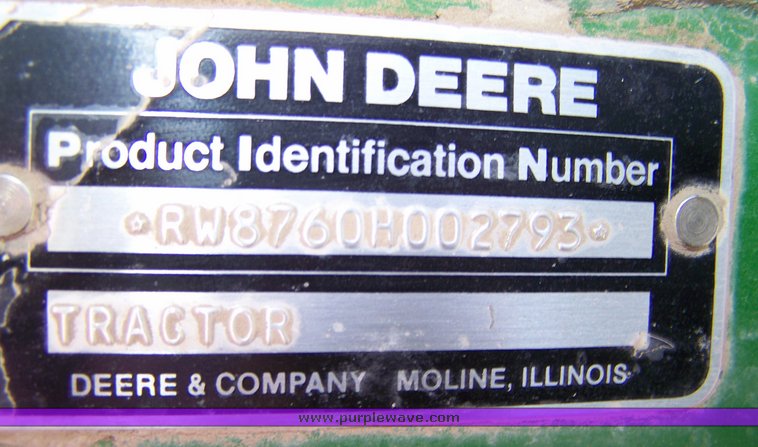 JOHN DEERE
Product Identification Number
*RW8760H002793*
TRACTOR
DEERE & COMPANY MOLINE, ILLINOIS
www.purplewave.com